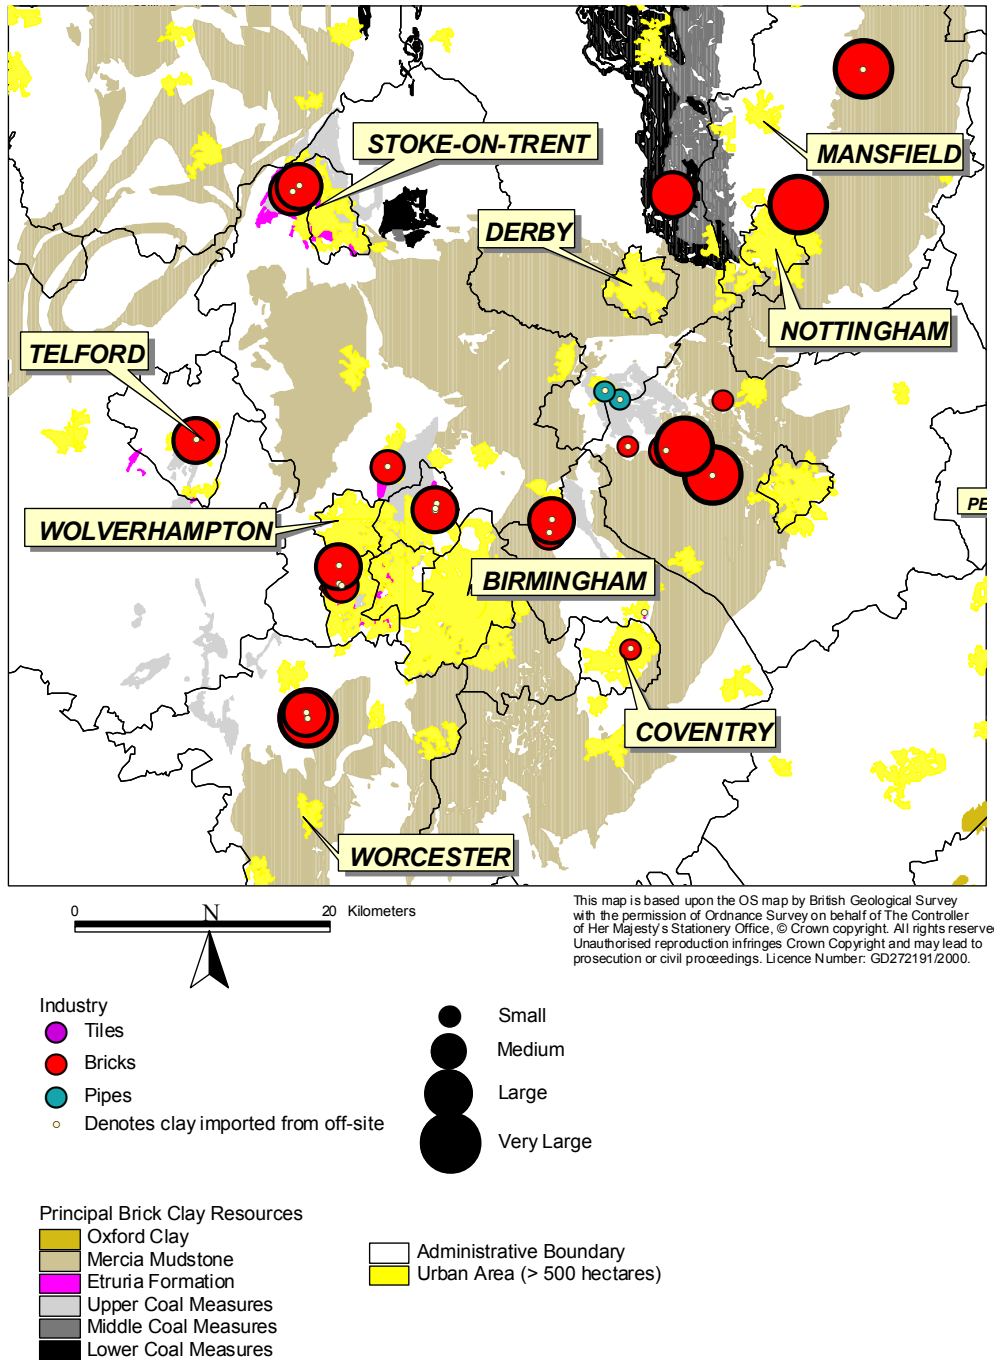 STOKE-ON-TRENT
MANSFIELD
DERBY
NOTTINGHAM
TELFORD
PE
WOLVERHAMPTON
BIRMINGHAM
COVENTRY
WORCESTER
0 N 20 Kilometers
This map is based upon the OS map by British Geological Survey
with the permission of Ordnance Survey on behalf of The Controller
of Her Majesty's Stationery Office, © Crown copyright. All rights reserve
Unauthorised reproduction infringes Crown Copyright and may lead to
prosecution or civil proceedings. Licence Number: GD272191/2000.
Industry
Tiles
Bricks
Pipes
Denotes clay imported from off-site
Small
Medium
Large
Very Large
Principal Brick Clay Resources
Oxford Clay
Mercia Mudstone
Etruria Formation
Upper Coal Measures
Middle Coal Measures
Lower Coal Measures
Administrative Boundary
Urban Area (> 500 hectares)